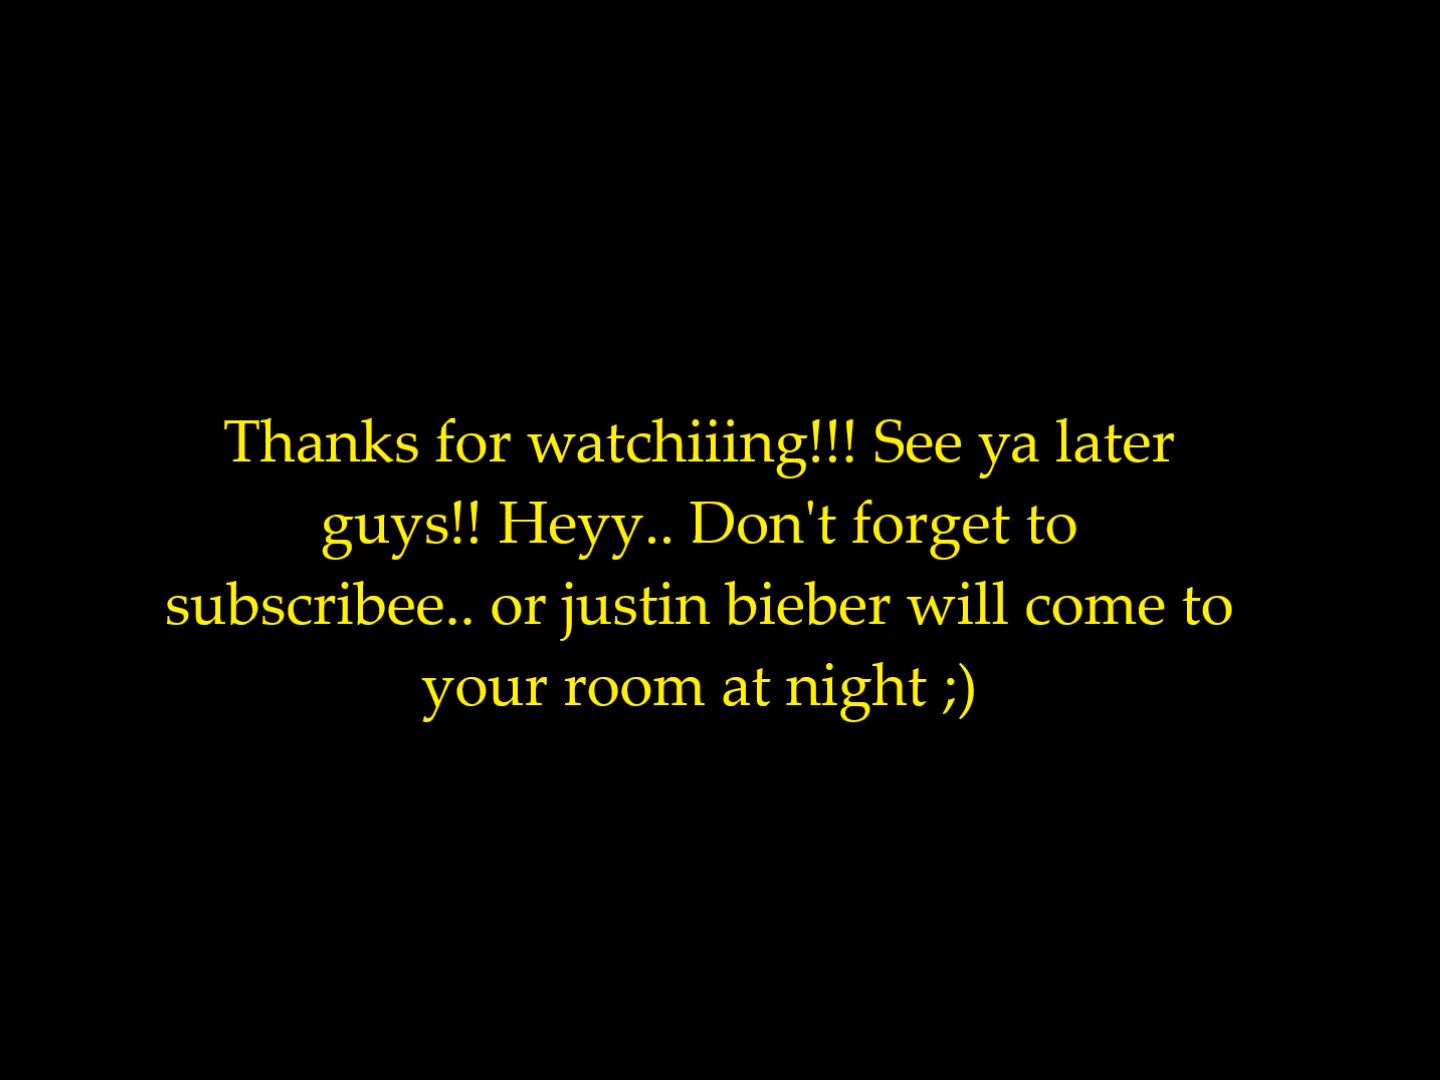 Thanks for watchiiing!!! See ya later
guys!! Heyy.. Don't forget to
subscribee.. or justin bieber will come to
your room at night ;)